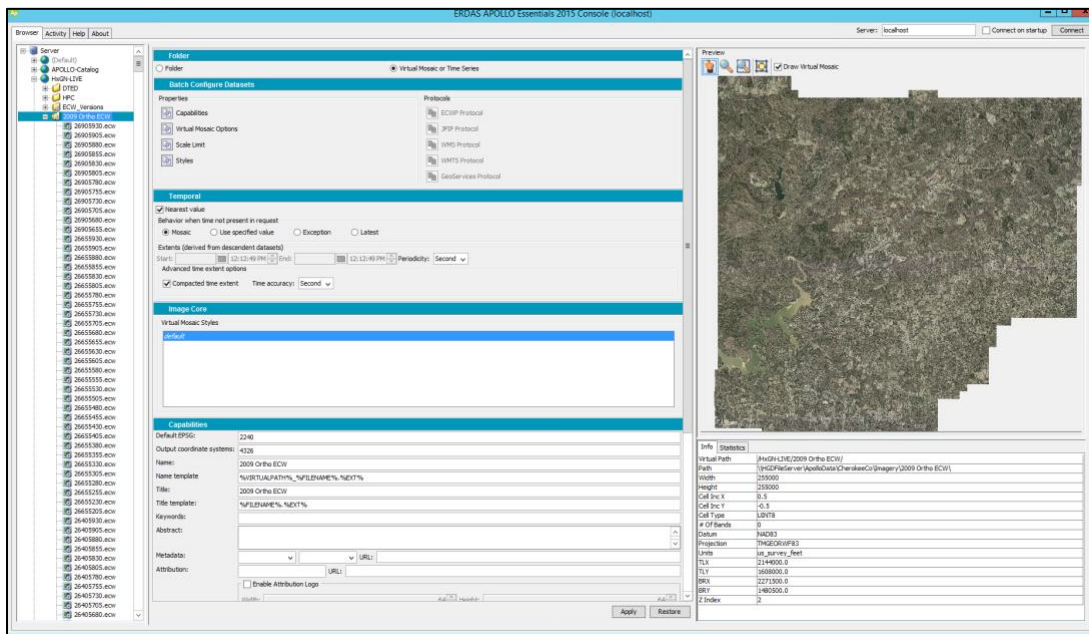 ERDAS APOLLO Essentials 2015 Console (localhost)
Browser Activity Help About
Server: localhost Connect on startup Connect
Server
(Default)
APOLLO-Catalog
HxGN-LIVE
DTED
HPC
ECW_Versions
2009 Ortho ECW
26905930.ecw
26905905.ecw
26905880.ecw
26905855.ecw
26905830.ecw
26905805.ecw
26905780.ecw
26905755.ecw
26905730.ecw
26905705.ecw
26905680.ecw
26905655.ecw
26655930.ecw
26655905.ecw
26655880.ecw
26655855.ecw
26655830.ecw
26655805.ecw
26655780.ecw
26655755.ecw
26655730.ecw
26655705.ecw
26655680.ecw
26655655.ecw
26655630.ecw
26655605.ecw
26655580.ecw
26655555.ecw
26655530.ecw
26655505.ecw
26655480.ecw
26655455.ecw
26655430.ecw
26655405.ecw
26655380.ecw
26655355.ecw
26655330.ecw
26655305.ecw
26655280.ecw
26655255.ecw
26655230.ecw
26655205.ecw
26405930.ecw
26405905.ecw
26405880.ecw
26405855.ecw
26405830.ecw
26405805.ecw
26405780.ecw
26405755.ecw
26405730.ecw
26405705.ecw
26405680.ecw
Folder
Folder Virtual Mosaic or Time Series
Batch Configure Datasets
Properties Protocols
Capabilities ECWP Protocol
Virtual Mosaic Options JPIP Protocol
Scale Limit WMS Protocol
Styles WMTS Protocol
GeoServices Protocol
Temporal
Nearest value
Behavior when time not present in request
Mosaic Use specified value Exception Latest
Extents (derived from descendent datasets)
Start: 12:12:49 PM End: 12:12:49 PM Periodicity: Second
Advanced time extent options
Compacted time extent Time accuracy: Second
Image Core
Virtual Mosaic Styles
default
Capabilities
Default EPSG: 2240
Output coordinate systems: 4326
Name: 2009 Ortho ECW
Name template %VIRTUALPATH%_%FILENAME%.%EXT%
Title: 2009 Ortho ECW
Title template: %FILENAME%.%EXT%
Keywords:
Abstract:
Metadata: URL:
Attribution: URL:
Enable Attribution Logo
Width: 64 Height: 64
Apply Restore
Preview
Draw Virtual Mosaic
Info Statistics
Virtual Path /HxGN-LIVE/2009 Ortho ECW/
Path \\HGDFileServer\ApolloData\CherokeeCo\Imagery\2009 Ortho ECW\
Width 255000
Height 255000
Cell Inc X 0.5
Cell Inc Y -0.5
Cell Type UINT8
# Of Bands 0
Datum NAD83
Projection TMGEORWF83
Units us_survey_feet
TLX 2144000.0
TLY 1608000.0
BRX 2271500.0
BRY 1480500.0
Z Index 2